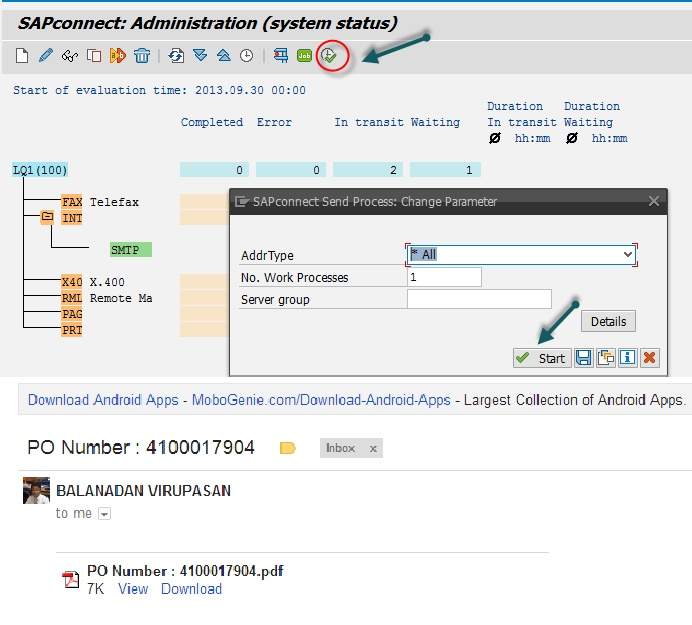 SAPconnect: Administration (system status)
Job
Start of evaluation time: 2013.09.30 00:00
Duration Duration
Completed Error In transit Waiting In transit Waiting
Ø hh:mm Ø hh:mm
LQ1(100) 0 0 2 1
FAX Telefax
INT
SMTP
X40 X.400
RML Remote Ma
PAG
PRT
SAPconnect Send Process: Change Parameter
AddrType * All
No. Work Processes 1
Server group
Details
Start
Download Android Apps - MoboGenie.com/Download-Android-Apps - Largest Collection of Android Apps.
PO Number : 4100017904 Inbox x
BALANADAN VIRUPASAN
to me
PO Number : 4100017904.pdf
7K View Download